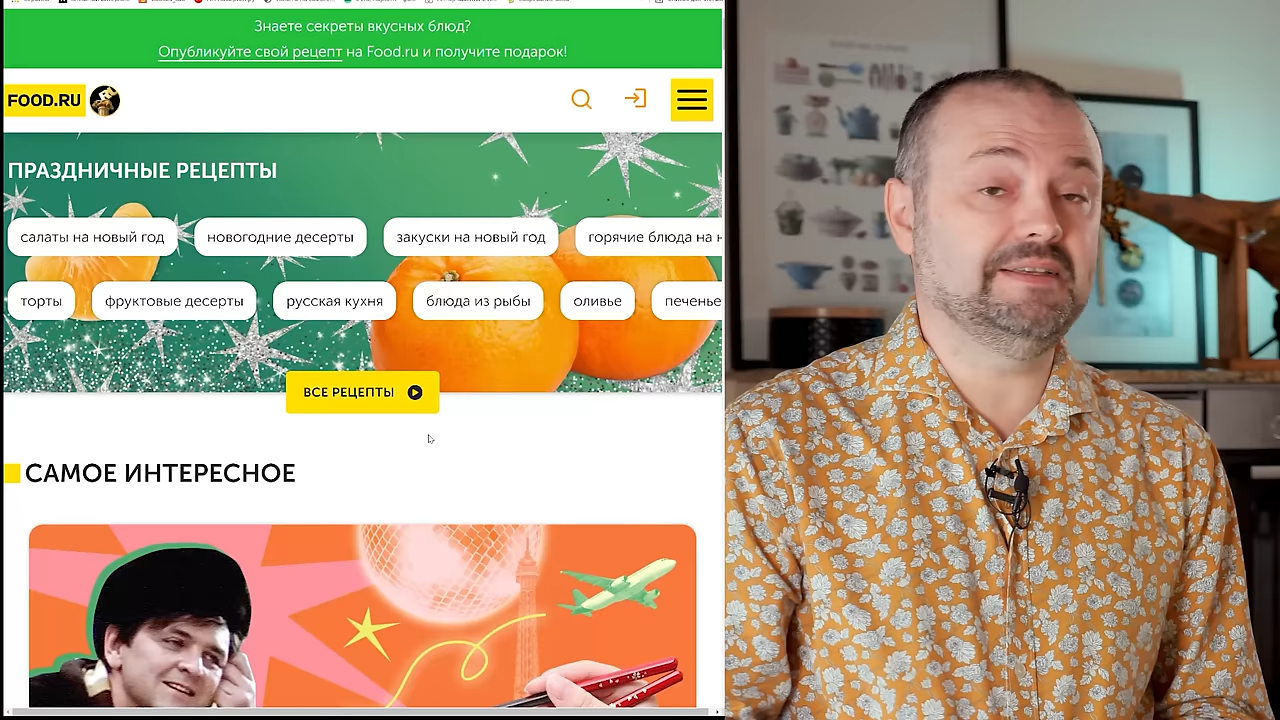 Знаете секреты вкусных блюд?
Опубликуйте свой рецепт на Food.ru и получите подарок!
FOOD.RU
ПРАЗДНИЧНЫЕ РЕЦЕПТЫ
салаты на новый год
новогодние десерты
закуски на новый год
горячие блюда на н
торты
фруктовые десерты
русская кухня
блюда из рыбы
оливье
печенье
ВСЕ РЕЦЕПТЫ
САМОЕ ИНТЕРЕСНОЕ